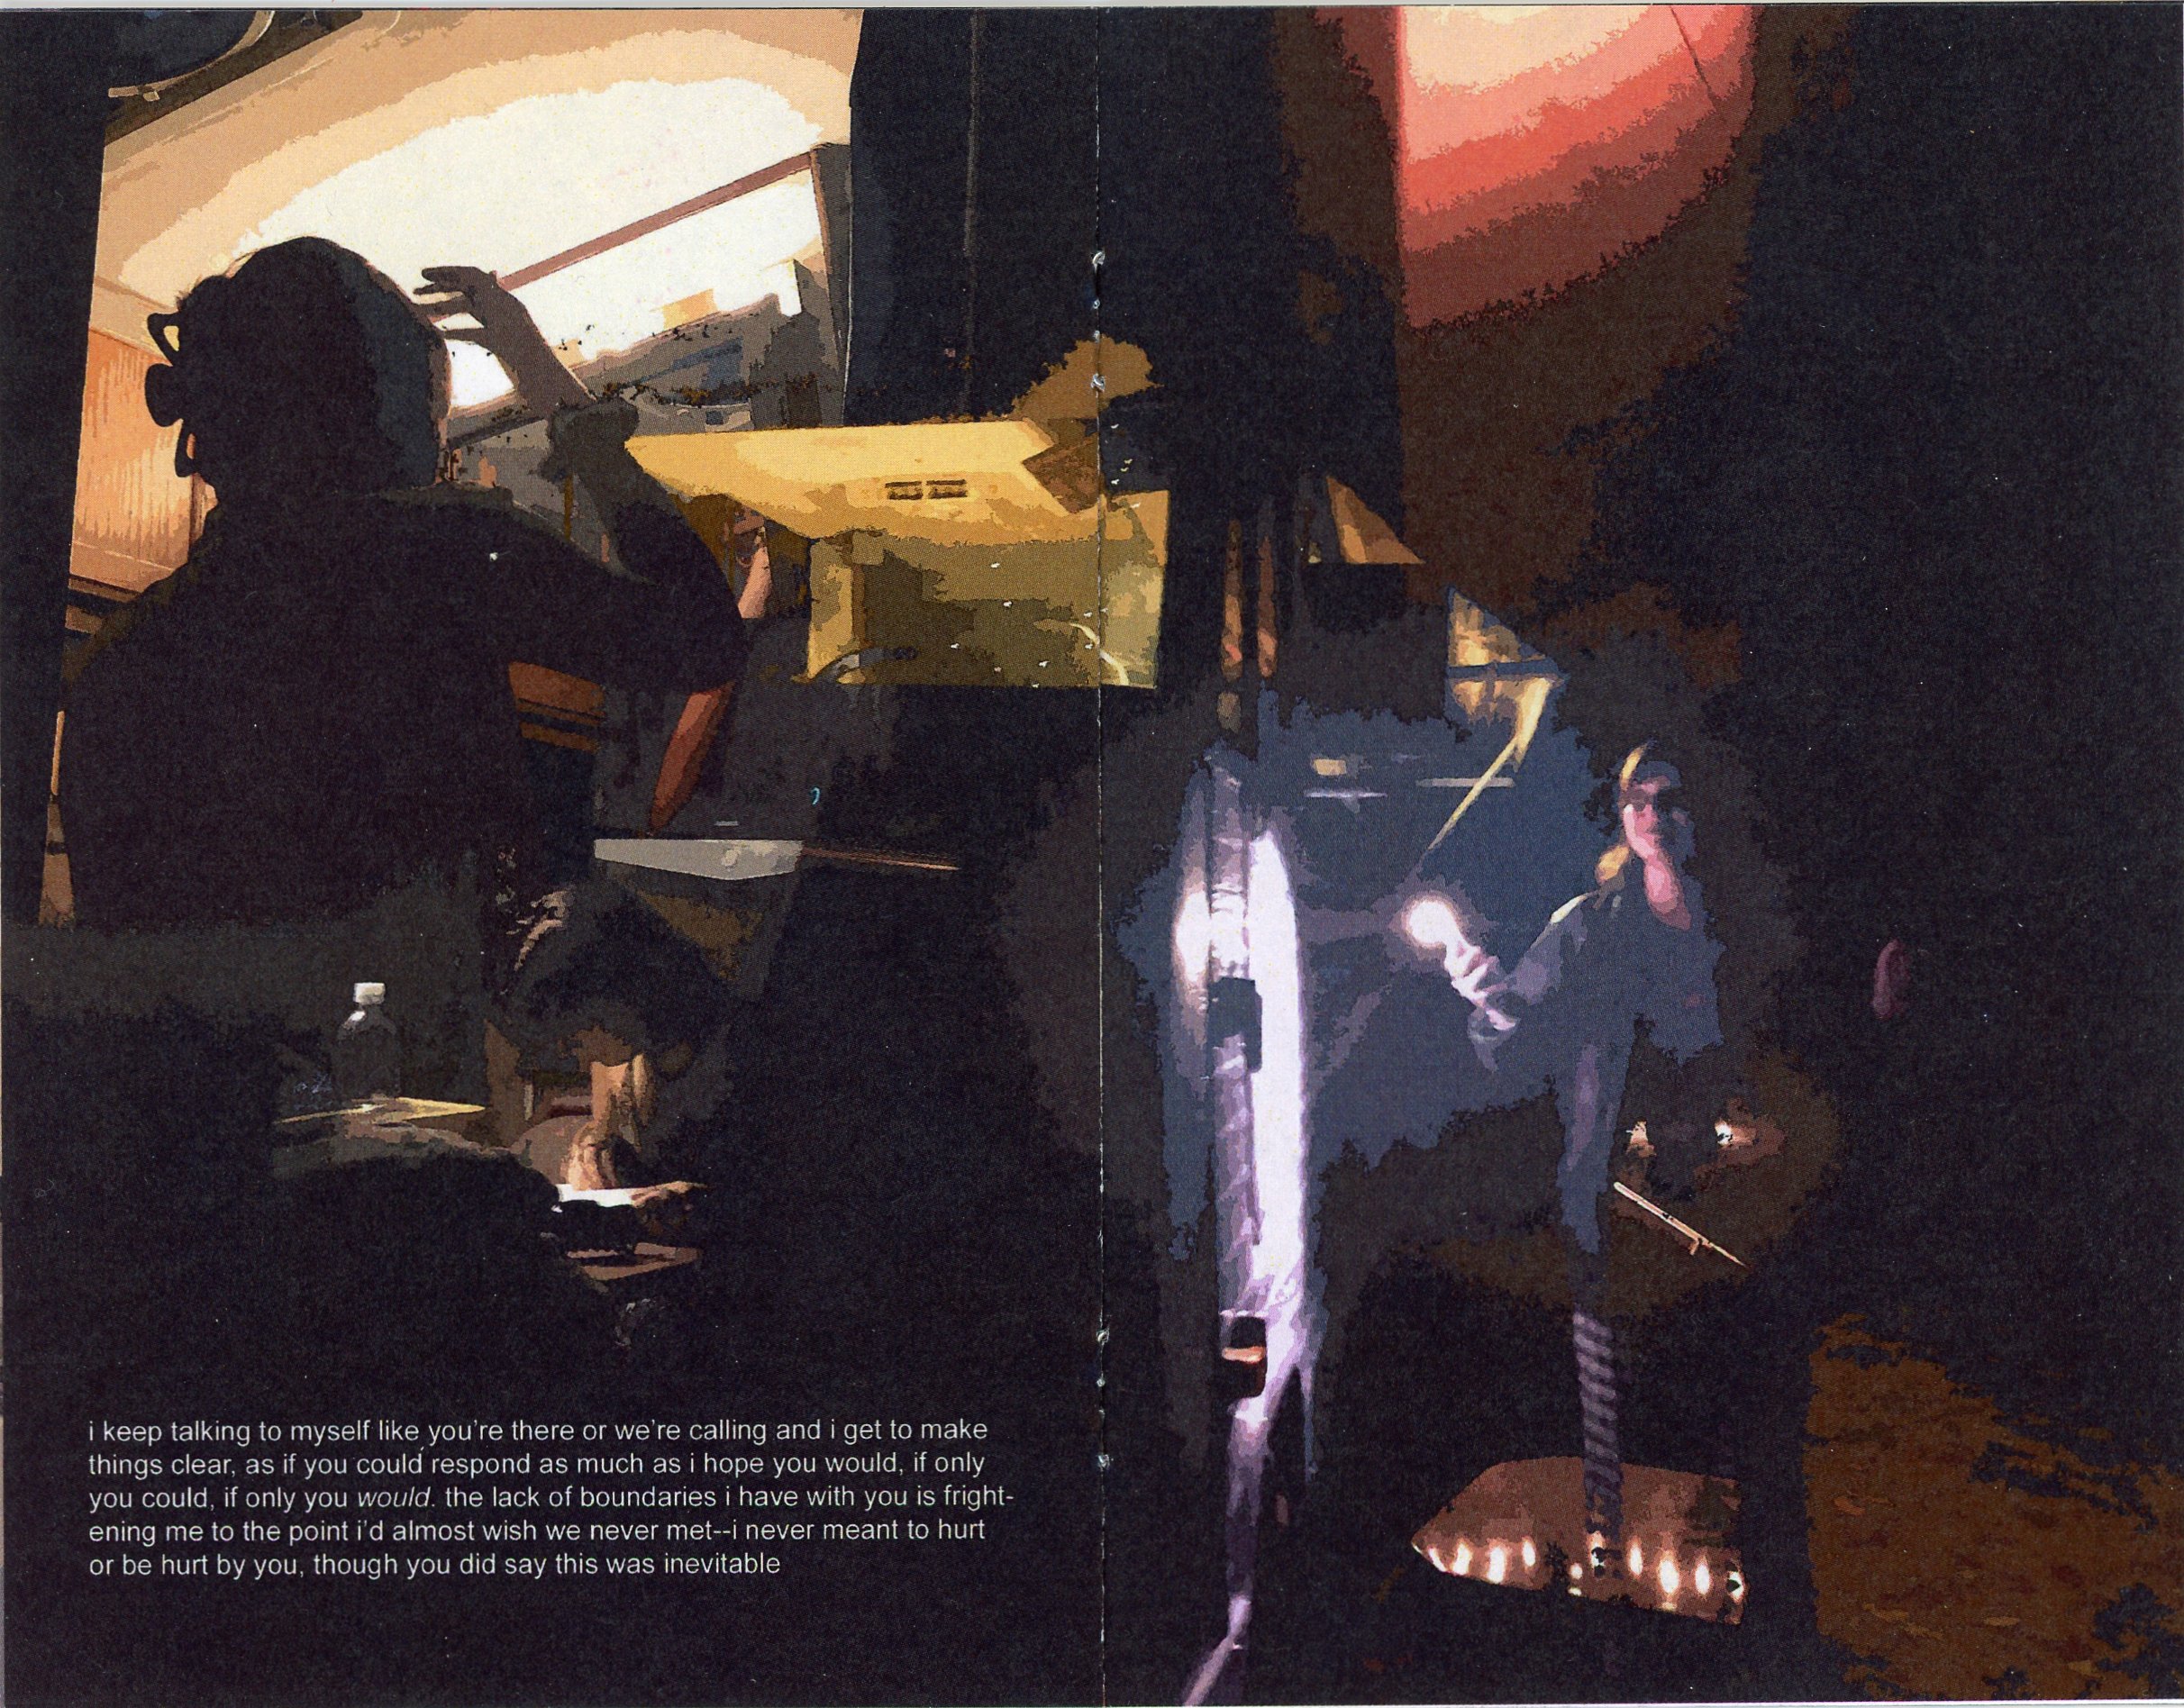 i keep talking to myself like you're there or we're calling and i get to make
things clear, as if you could respond as much as i hope you would, if only
you could, if only you would. the lack of boundaries i have with you is fright-
ening me to the point i'd almost wish we never met--i never meant to hurt
or be hurt by you, though you did say this was inevitable